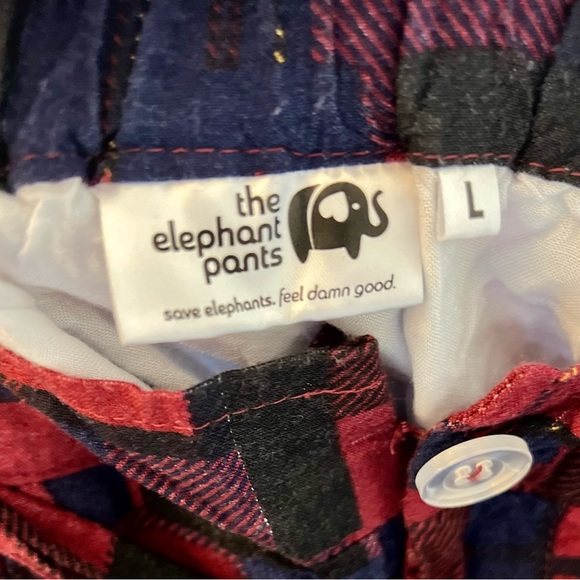 the
elephant
pants
save elephants. feel damn good.
L